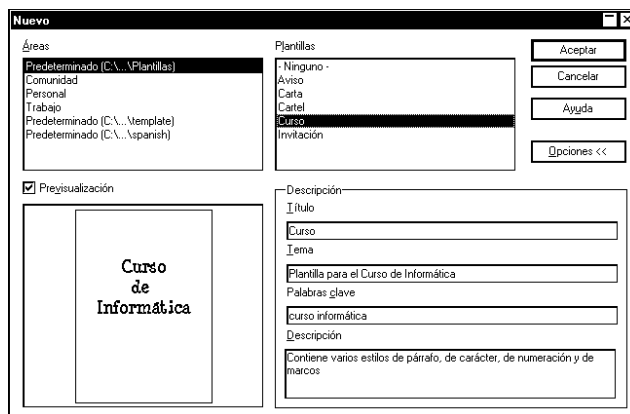 Nuevo
Áreas
Predeterminado (C:\...\Plantillas)
Comunidad
Personal
Trabajo
Predeterminado (C:\...\template)
Predeterminado (C:\...\spanish)
Plantillas
- Ninguno -
Aviso
Carta
Cartel
Curso
Invitación
Aceptar
Cancelar
Ayuda
Opciones <<
Previsualización
Curso
de
Informática
Descripción
Título
Curso
Tema
Plantilla para el Curso de Informática
Palabras clave
curso informática
Descripción
Contiene varios estilos de párrafo, de carácter, de numeración y de
marcos